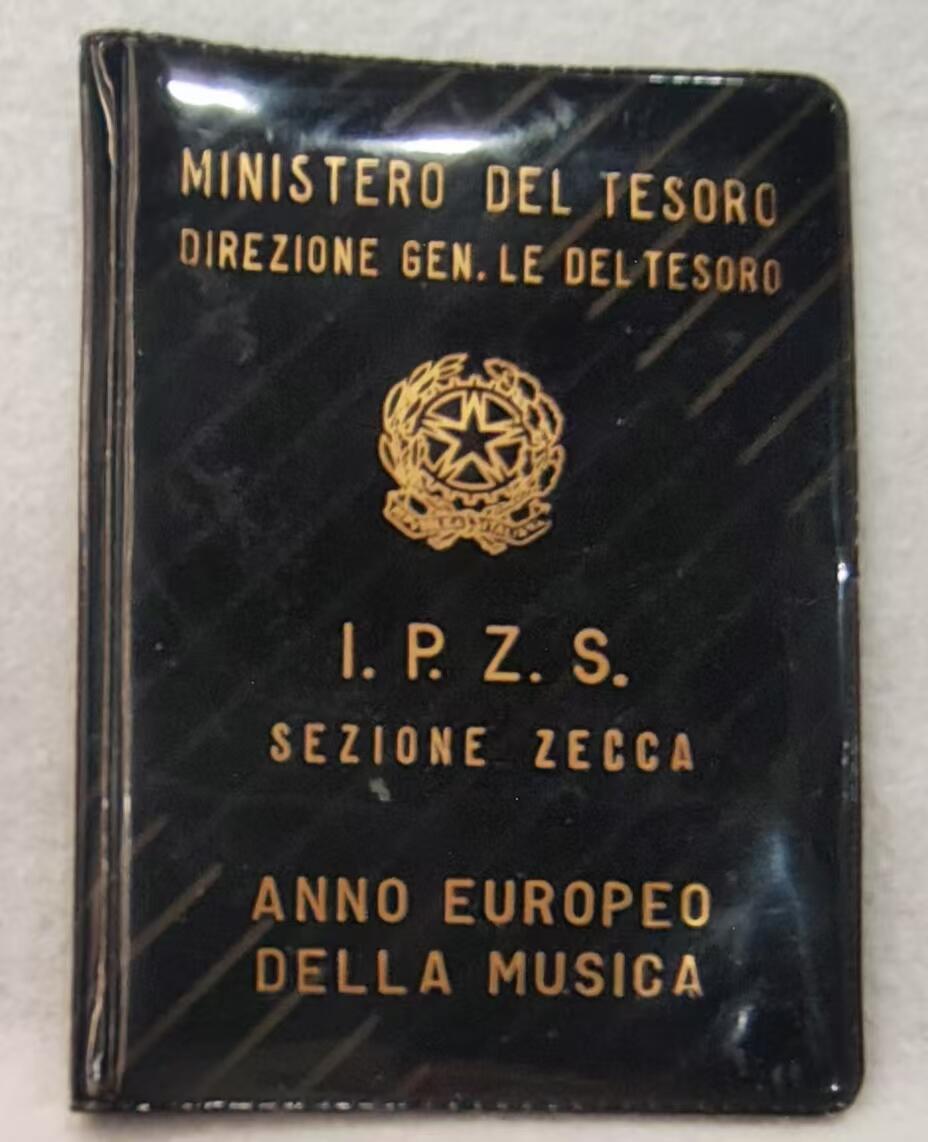 MINISTERO DEL TESORO
DIREZIONE GEN. LE DEL TESORO
I. P. Z. S.
SEZIONE ZECCA
ANNO EUROPEO
DELLA MUSICA